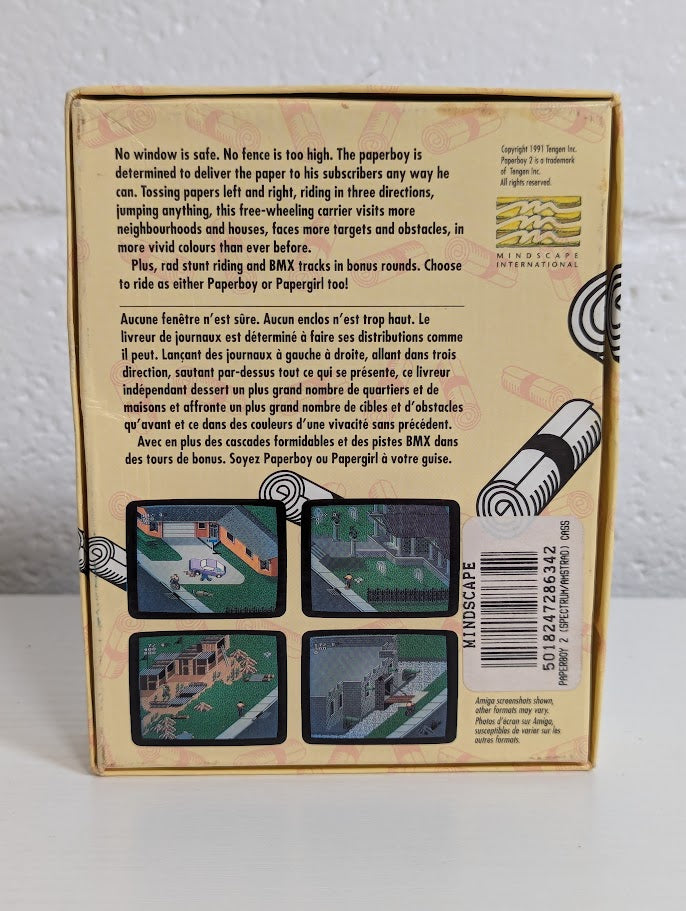 No window is safe. No fence is too high. The paperboy is
determined to deliver the paper to his subscribers any way he
can. Tossing papers left and right, riding in three directions,
jumping anything, this free-wheeling carrier visits more
neighbourhoods and houses, faces more targets and obstacles, in
more vivid colours than ever before.
Plus, rad stunt riding and BMX tracks in bonus rounds. Choose
to ride as either Paperboy or Papergirl too!
Copyright 1991 Tengen Inc.
Paperboy 2 is a trademark
of Tengen Inc.
All rights reserved.
MINDSCAPE
INTERNATIONAL
Aucune fenêtre n'est sûre. Aucun enclos n'est trop haut. Le
livreur de journaux est déterminé à faire ses distributions comme
il peut. Lançant des journaux à gauche à droite, allant dans trois
direction, sautant par-dessus tout ce qui se présente, ce livreur
indépendant dessert un plus grand nombre de quartiers et de
maisons et affronte un plus grand nombre de cibles et d'obstacles
qu'avant et ce dans des couleurs d'une vivacité sans précédent.
Avec en plus des cascades formidables et des pistes BMX dans
des tours de bonus. Soyez Paperboy ou Papergirl à votre guise.
MINDSCAPE
5018247286342
PAPERBOY 2 (SPECTRUM/AMSTRAD) CASS
Amiga screenshots shown,
other formats may vary.
Photos d'écran sur Amiga,
susceptibles de varier sur les
autres formats.